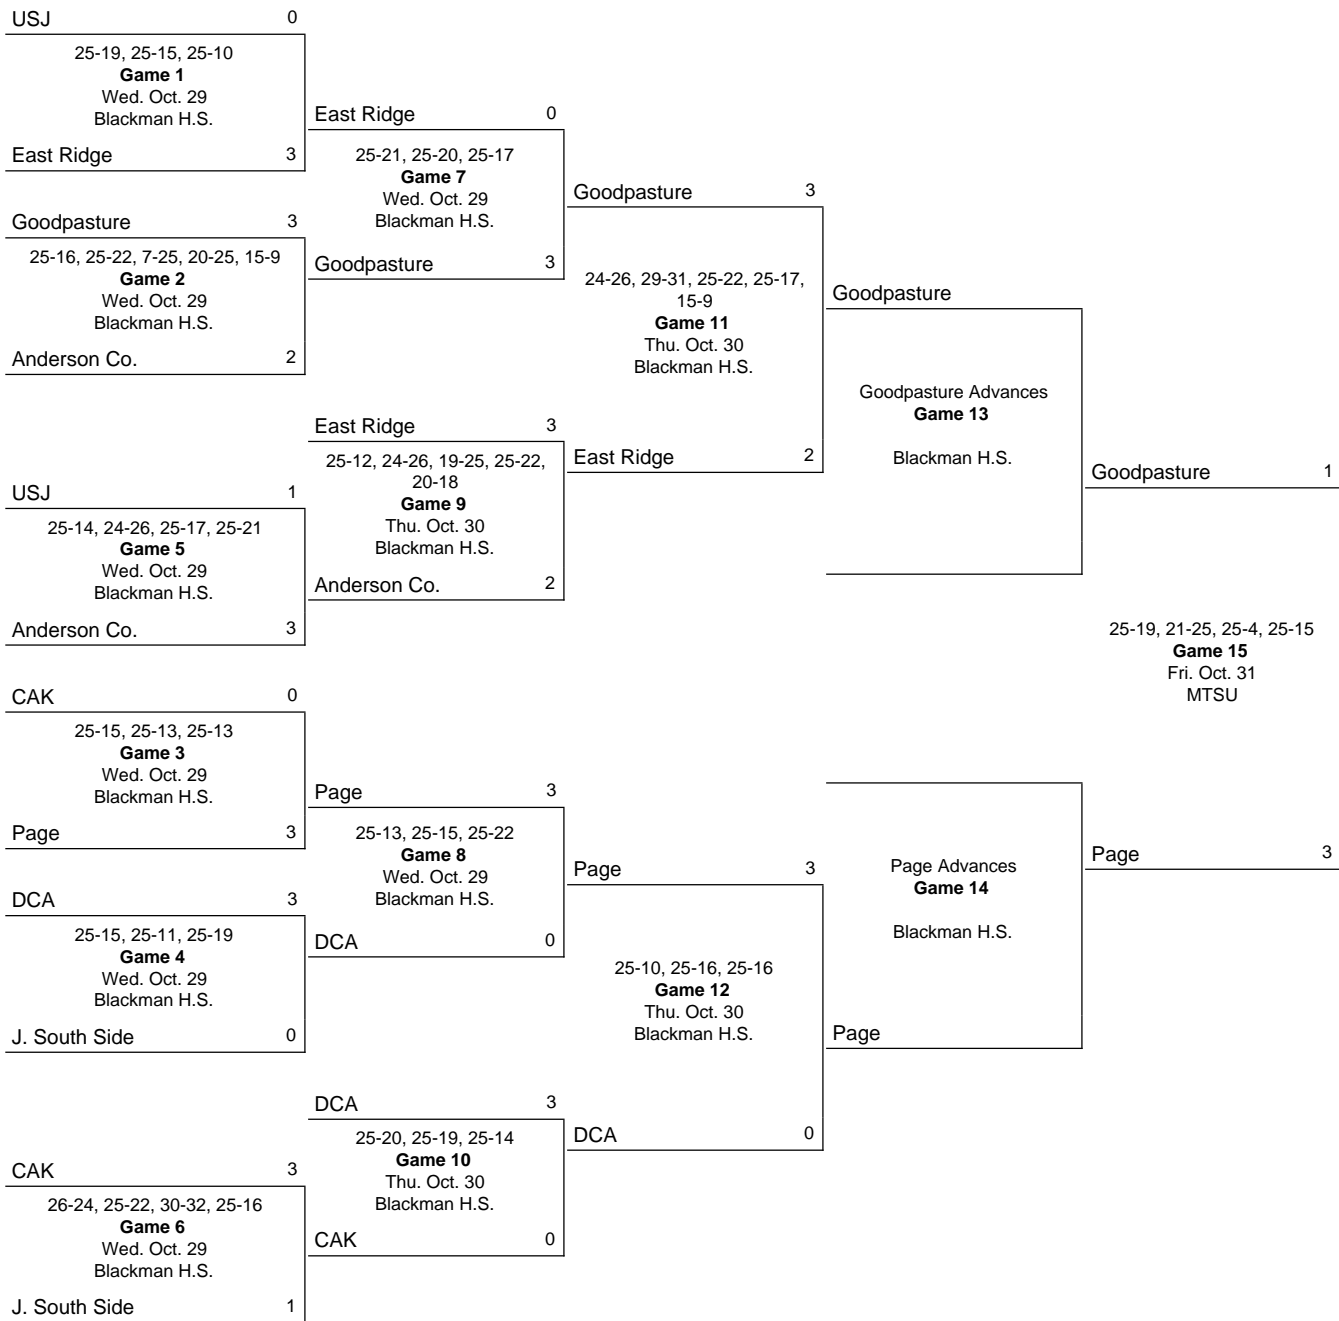 USJ 0
25-19, 25-15, 25-10
Game 1
Wed. Oct. 29
Blackman H.S.
East Ridge 3
Goodpasture 3
25-16, 25-22, 7-25, 20-25, 15-9
Game 2
Wed. Oct. 29
Blackman H.S.
Anderson Co. 2
USJ 1
25-14, 24-26, 25-17, 25-21
Game 5
Wed. Oct. 29
Blackman H.S.
Anderson Co. 3
CAK 0
25-15, 25-13, 25-13
Game 3
Wed. Oct. 29
Blackman H.S.
Page 3
DCA 3
25-15, 25-11, 25-19
Game 4
Wed. Oct. 29
Blackman H.S.
J. South Side 0
CAK 3
26-24, 25-22, 30-32, 25-16
Game 6
Wed. Oct. 29
Blackman H.S.
J. South Side 1
East Ridge 0
25-21, 25-20, 25-17
Game 7
Wed. Oct. 29
Blackman H.S.
Goodpasture 3
East Ridge 3
25-12, 24-26, 19-25, 25-22,
20-18
Game 9
Thu. Oct. 30
Blackman H.S.
Anderson Co. 2
Page 3
25-13, 25-15, 25-22
Game 8
Wed. Oct. 29
Blackman H.S.
DCA 0
DCA 3
25-20, 25-19, 25-14
Game 10
Thu. Oct. 30
Blackman H.S.
CAK 0
Goodpasture 3
24-26, 29-31, 25-22, 25-17,
15-9
Game 11
Thu. Oct. 30
Blackman H.S.
East Ridge 2
Page 3
25-10, 25-16, 25-16
Game 12
Thu. Oct. 30
Blackman H.S.
DCA 0
Goodpasture
Goodpasture Advances
Game 13
Blackman H.S.
Page Advances
Game 14
Blackman H.S.
Page
Goodpasture 1
25-19, 21-25, 25-4, 25-15
Game 15
Fri. Oct. 31
MTSU
Page 3